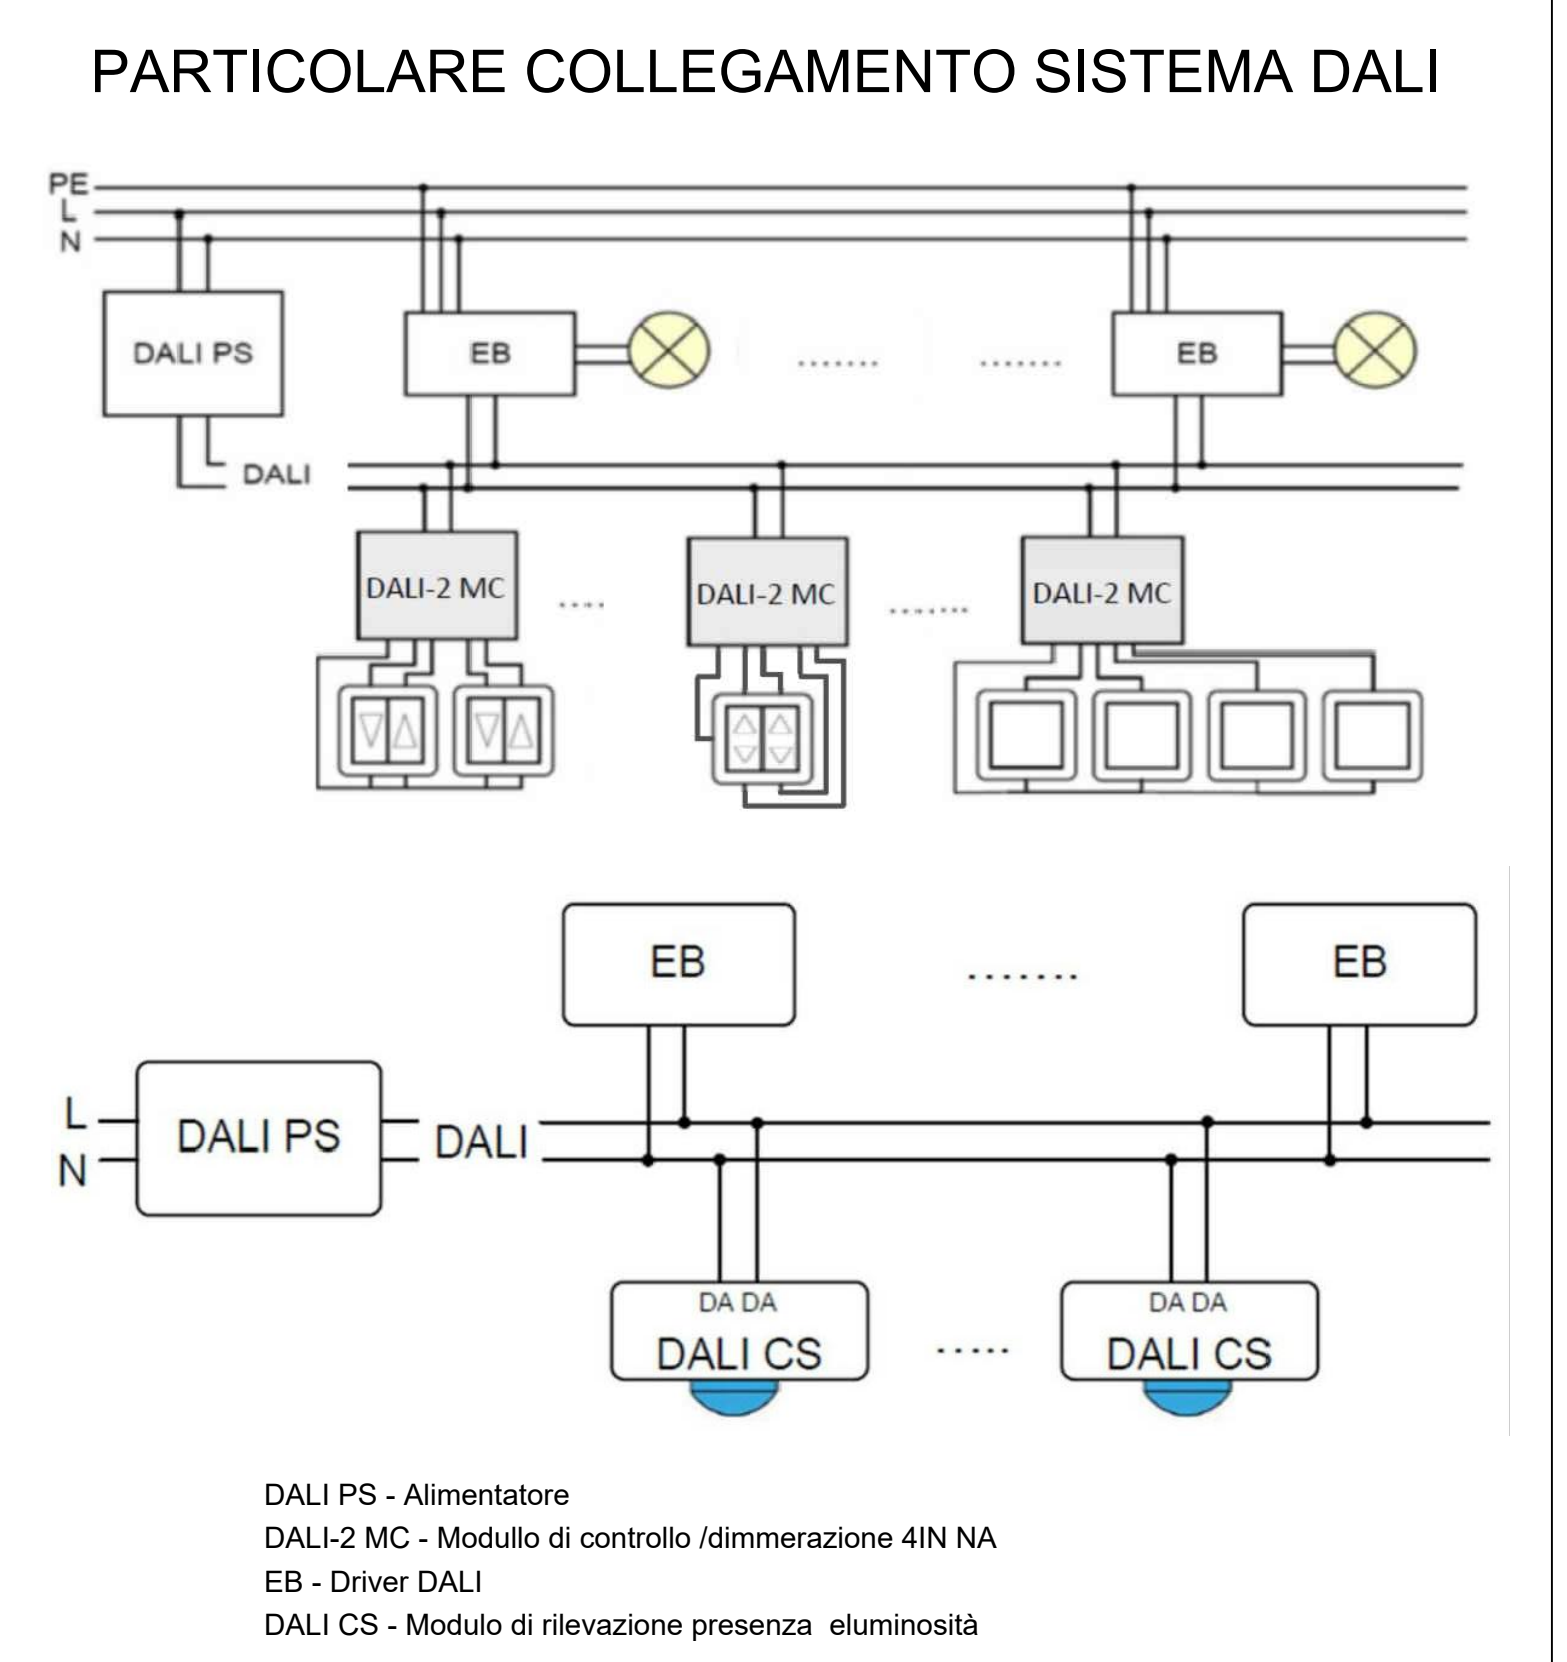 PARTICOLARE COLLEGAMENTO SISTEMA DALI
PE
L
N
DALI PS
EB
.......
.......
EB
DALI
DALI-2 MC
....
DALI-2 MC
.......
DALI-2 MC
EB
.......
EB
L
N
DALI PS
DALI
DA DA
DALI CS
.....
DA DA
DALI CS
DALI PS - Alimentatore
DALI-2 MC - Modullo di controllo /dimmerazione 4IN NA
EB - Driver DALI
DALI CS - Modulo di rilevazione presenza  eluminosità